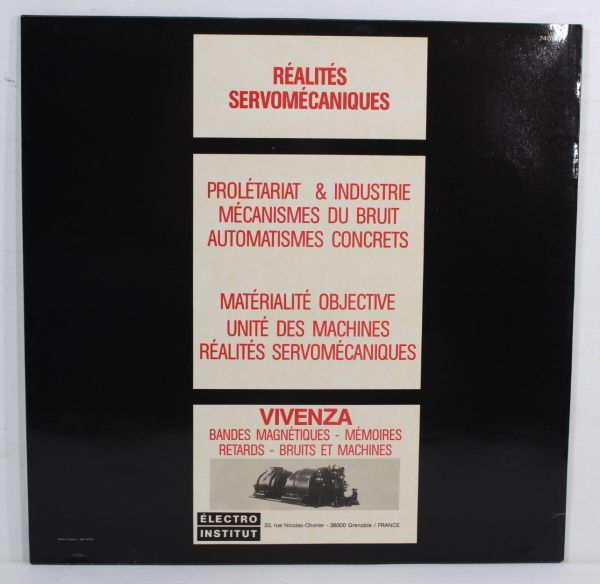 RÉALITÉS
SERVOMÉCANIQUES
PROLÉTARIAT & INDUSTRIE
MÉCANISMES DU BRUIT
AUTOMATISMES CONCRETS
MATÉRIALITÉ OBJECTIVE
UNITÉ DES MACHINES
RÉALITÉS SERVOMÉCANIQUES
VIVENZA
BANDES MAGNÉTIQUES - MÉMOIRES
RETARDS - BRUITS ET MACHINES
ÉLECTRO
INSTITUT
33, rue Nicolas-Chorier - 38000 Grenoble / FRANCE